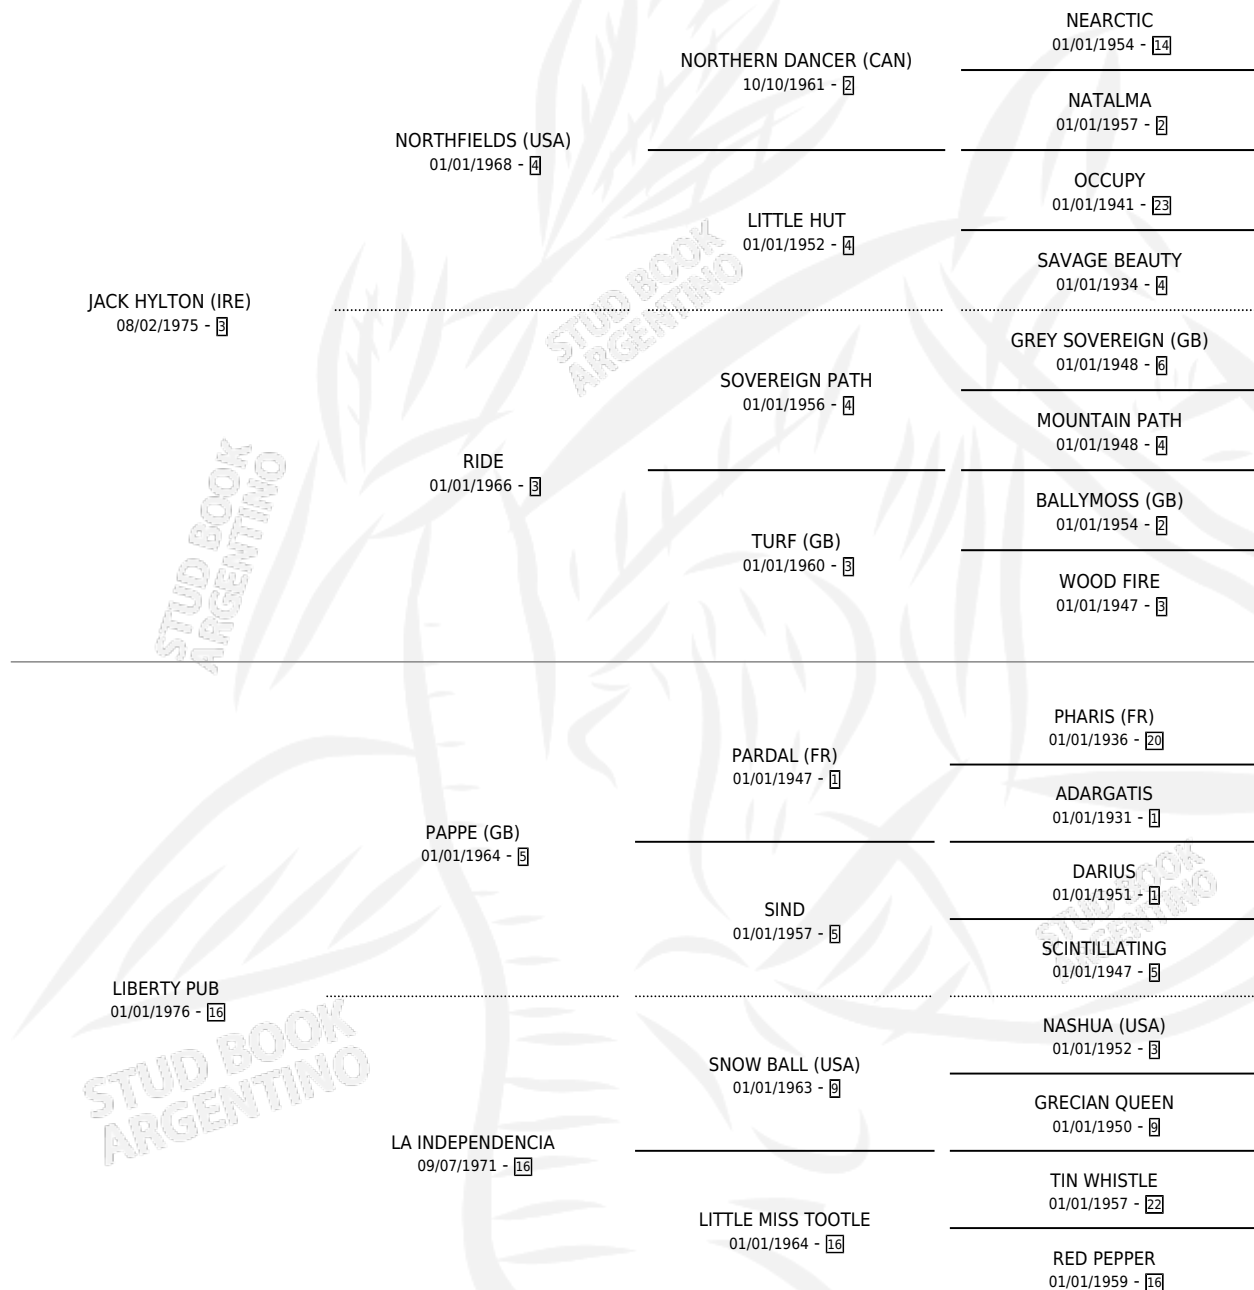 NEARCTIC
01/01/1954 - 14
NORTHERN DANCER (CAN)
10/10/1961 - 2
NATALMA
01/01/1957 - 2
NORTHFIELDS (USA)
01/01/1968 - 4
OCCUPY
01/01/1941 - 23
LITTLE HUT
01/01/1952 - 4
SAVAGE BEAUTY
01/01/1934 - 4
JACK HYLTON (IRE)
08/02/1975 - 3
GREY SOVEREIGN (GB)
01/01/1948 - 6
SOVEREIGN PATH
01/01/1956 - 4
MOUNTAIN PATH
01/01/1948 - 4
RIDE
01/01/1966 - 3
BALLYMOSS (GB)
01/01/1954 - 2
TURF (GB)
01/01/1960 - 3
WOOD FIRE
01/01/1947 - 3
PHARIS (FR)
01/01/1936 - 20
PARDAL (FR)
01/01/1947 - 1
ADARGATIS
01/01/1931 - 1
PAPPE (GB)
01/01/1964 - 5
DARIUS
01/01/1951 - 1
SIND
01/01/1957 - 5
SCINTILLATING
01/01/1947 - 5
LIBERTY PUB
01/01/1976 - 16
NASHUA (USA)
01/01/1952 - 3
SNOW BALL (USA)
01/01/1963 - 9
GRECIAN QUEEN
01/01/1950 - 9
LA INDEPENDENCIA
09/07/1971 - 16
TIN WHISTLE
01/01/1957 - 22
LITTLE MISS TOOTLE
01/01/1964 - 16
RED PEPPER
01/01/1959 - 16
STUD BOOK
ARGENTINO
STUD BOOK
ARGENTINO
STUD BOOK
ARGENTINO
STUD BOOK
ARGENTINO